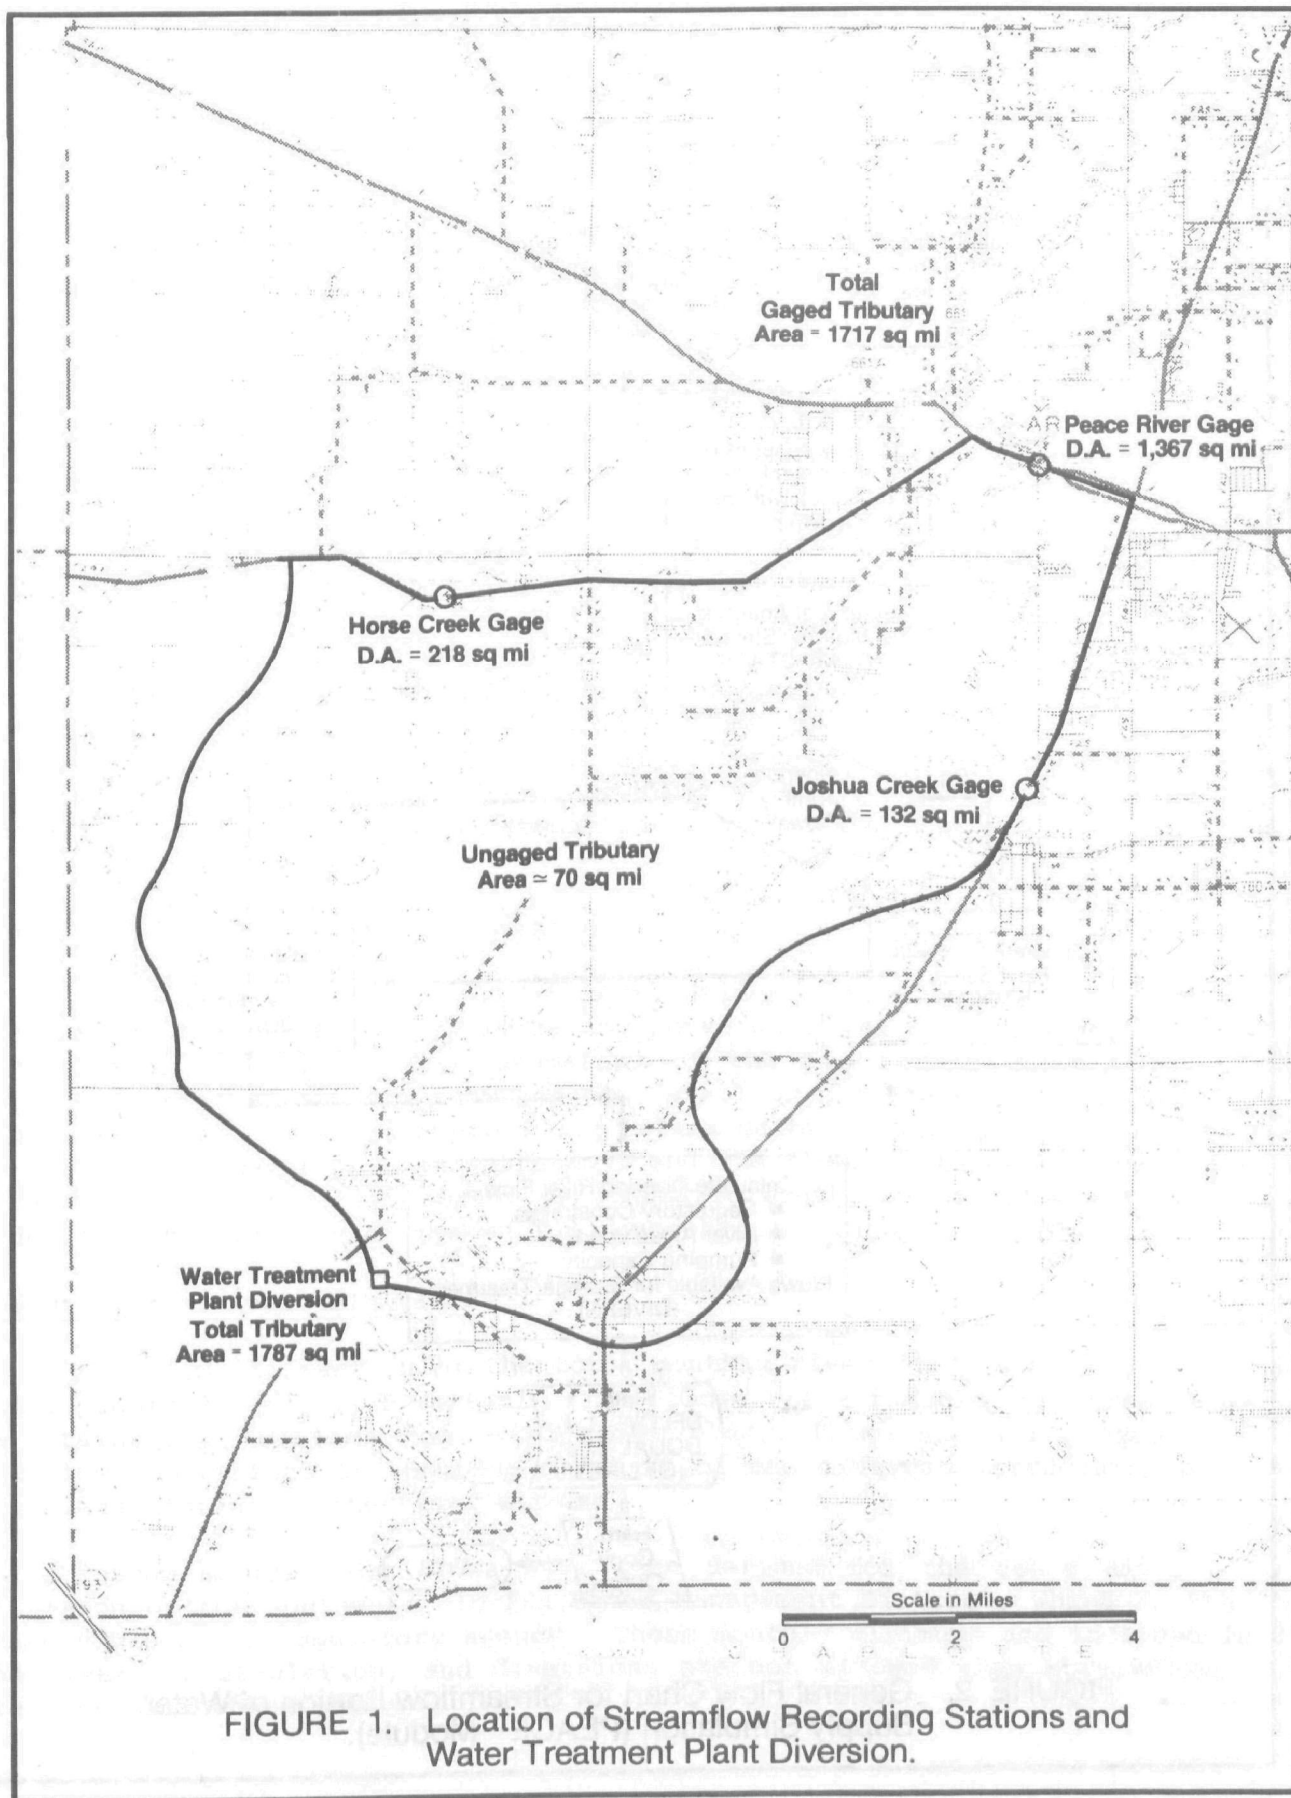 Total
Gaged Tributary
Area = 1717 sq mi
Peace River Gage
D.A. = 1,367 sq mi
Horse Creek Gage
D.A. = 218 sq mi
Joshua Creek Gage
D.A. = 132 sq mi
Ungaged Tributary
Area ≃ 70 sq mi
Water Treatment
Plant Diversion
Total Tributary
Area = 1787 sq mi
Scale in Miles
0 2 4
FIGURE 1. Location of Streamflow Recording Stations and
Water Treatment Plant Diversion.